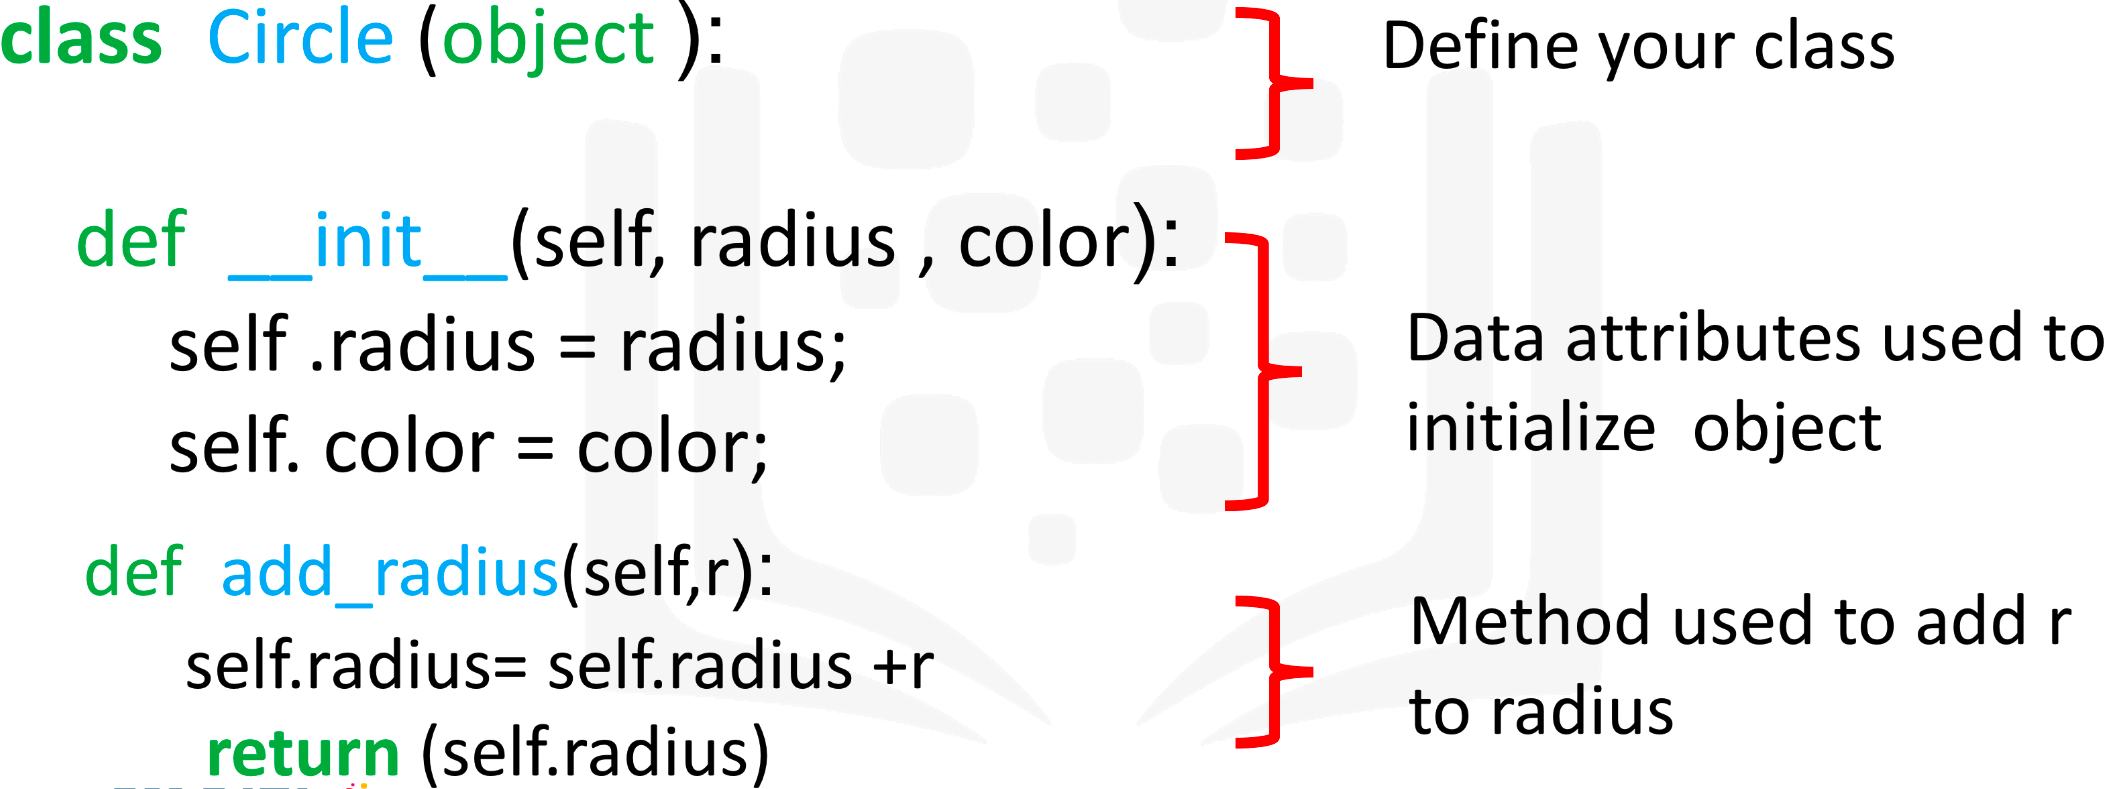 class Circle (object ):
Define your class
def __init__(self, radius , color):
self .radius = radius;
self. color = color;
Data attributes used to
initialize object
def add_radius(self,r):
self.radius= self.radius +r
return (self.radius)
Method used to add r
to radius